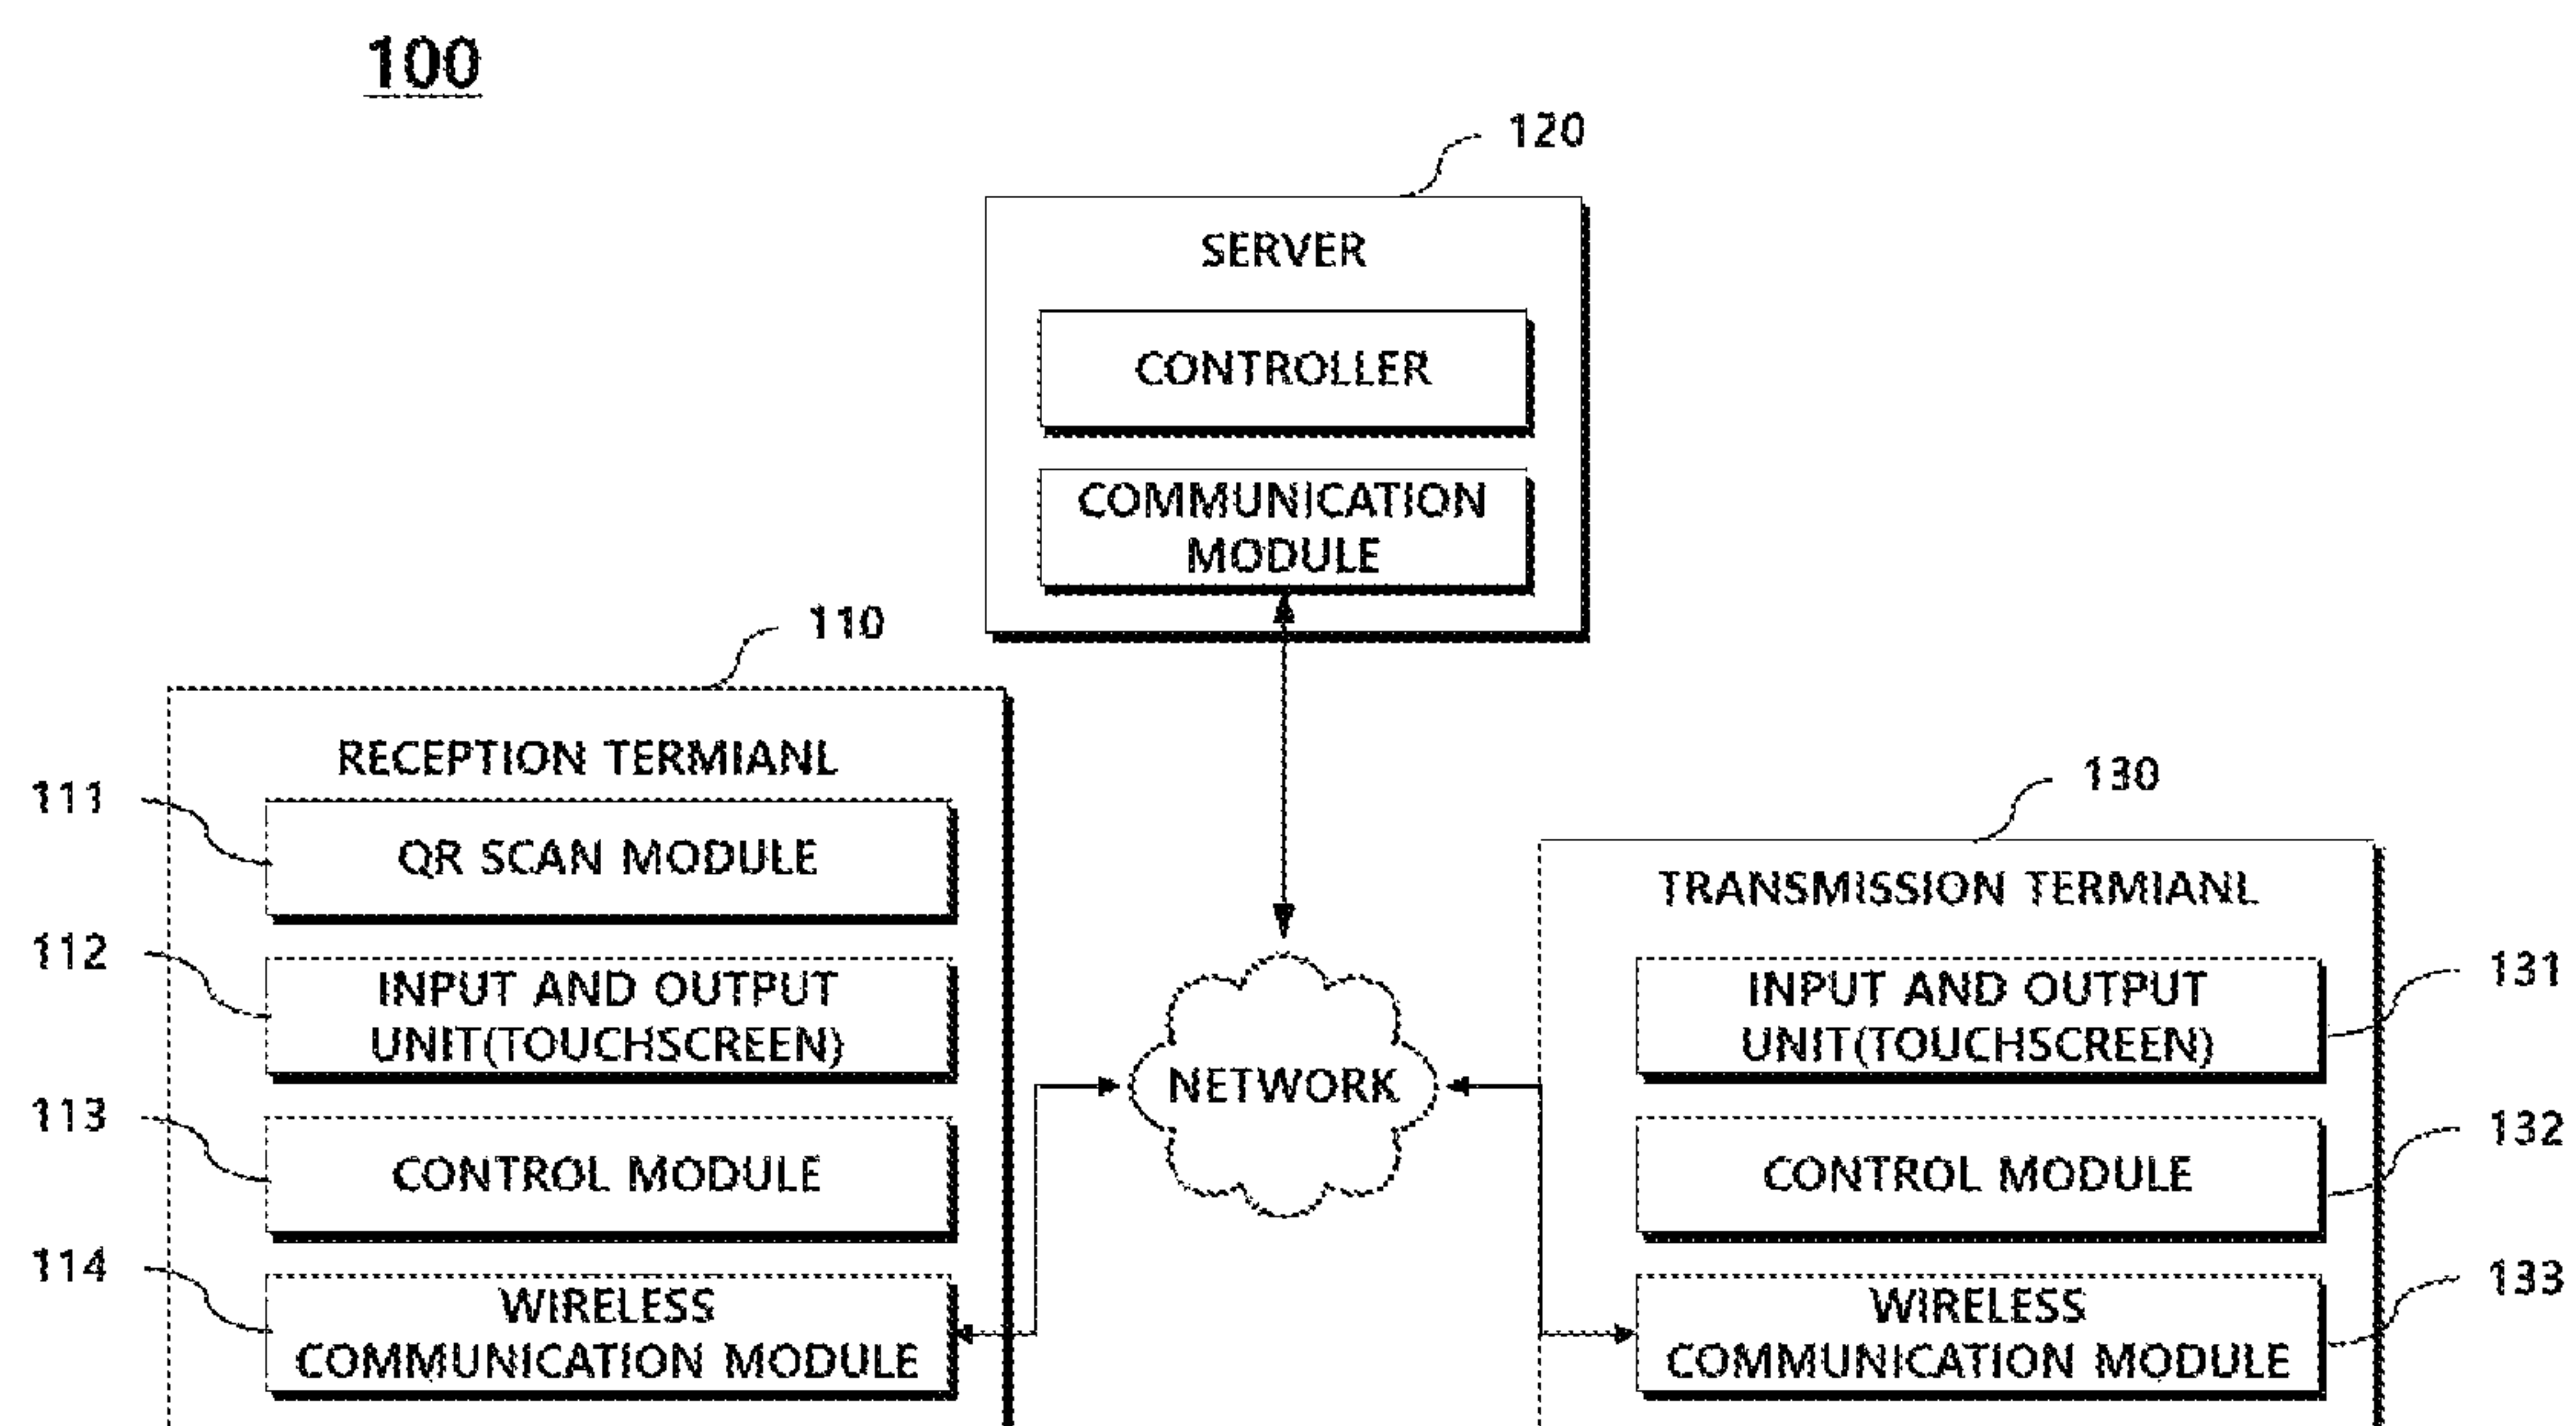 100
120
SERVER
CONTROLLER
COMMUNICATION
MODULE
110
RECEPTION TERMIANL
111
QR SCAN MODULE
112
INPUT AND OUTPUT
UNIT(TOUCHSCREEN)
113
CONTROL MODULE
114
WIRELESS
COMMUNICATION MODULE
NETWORK
130
TRANSMISSION TERMIANL
INPUT AND OUTPUT
UNIT(TOUCHSCREEN)
131
CONTROL MODULE
132
WIRELESS
COMMUNICATION MODULE
133